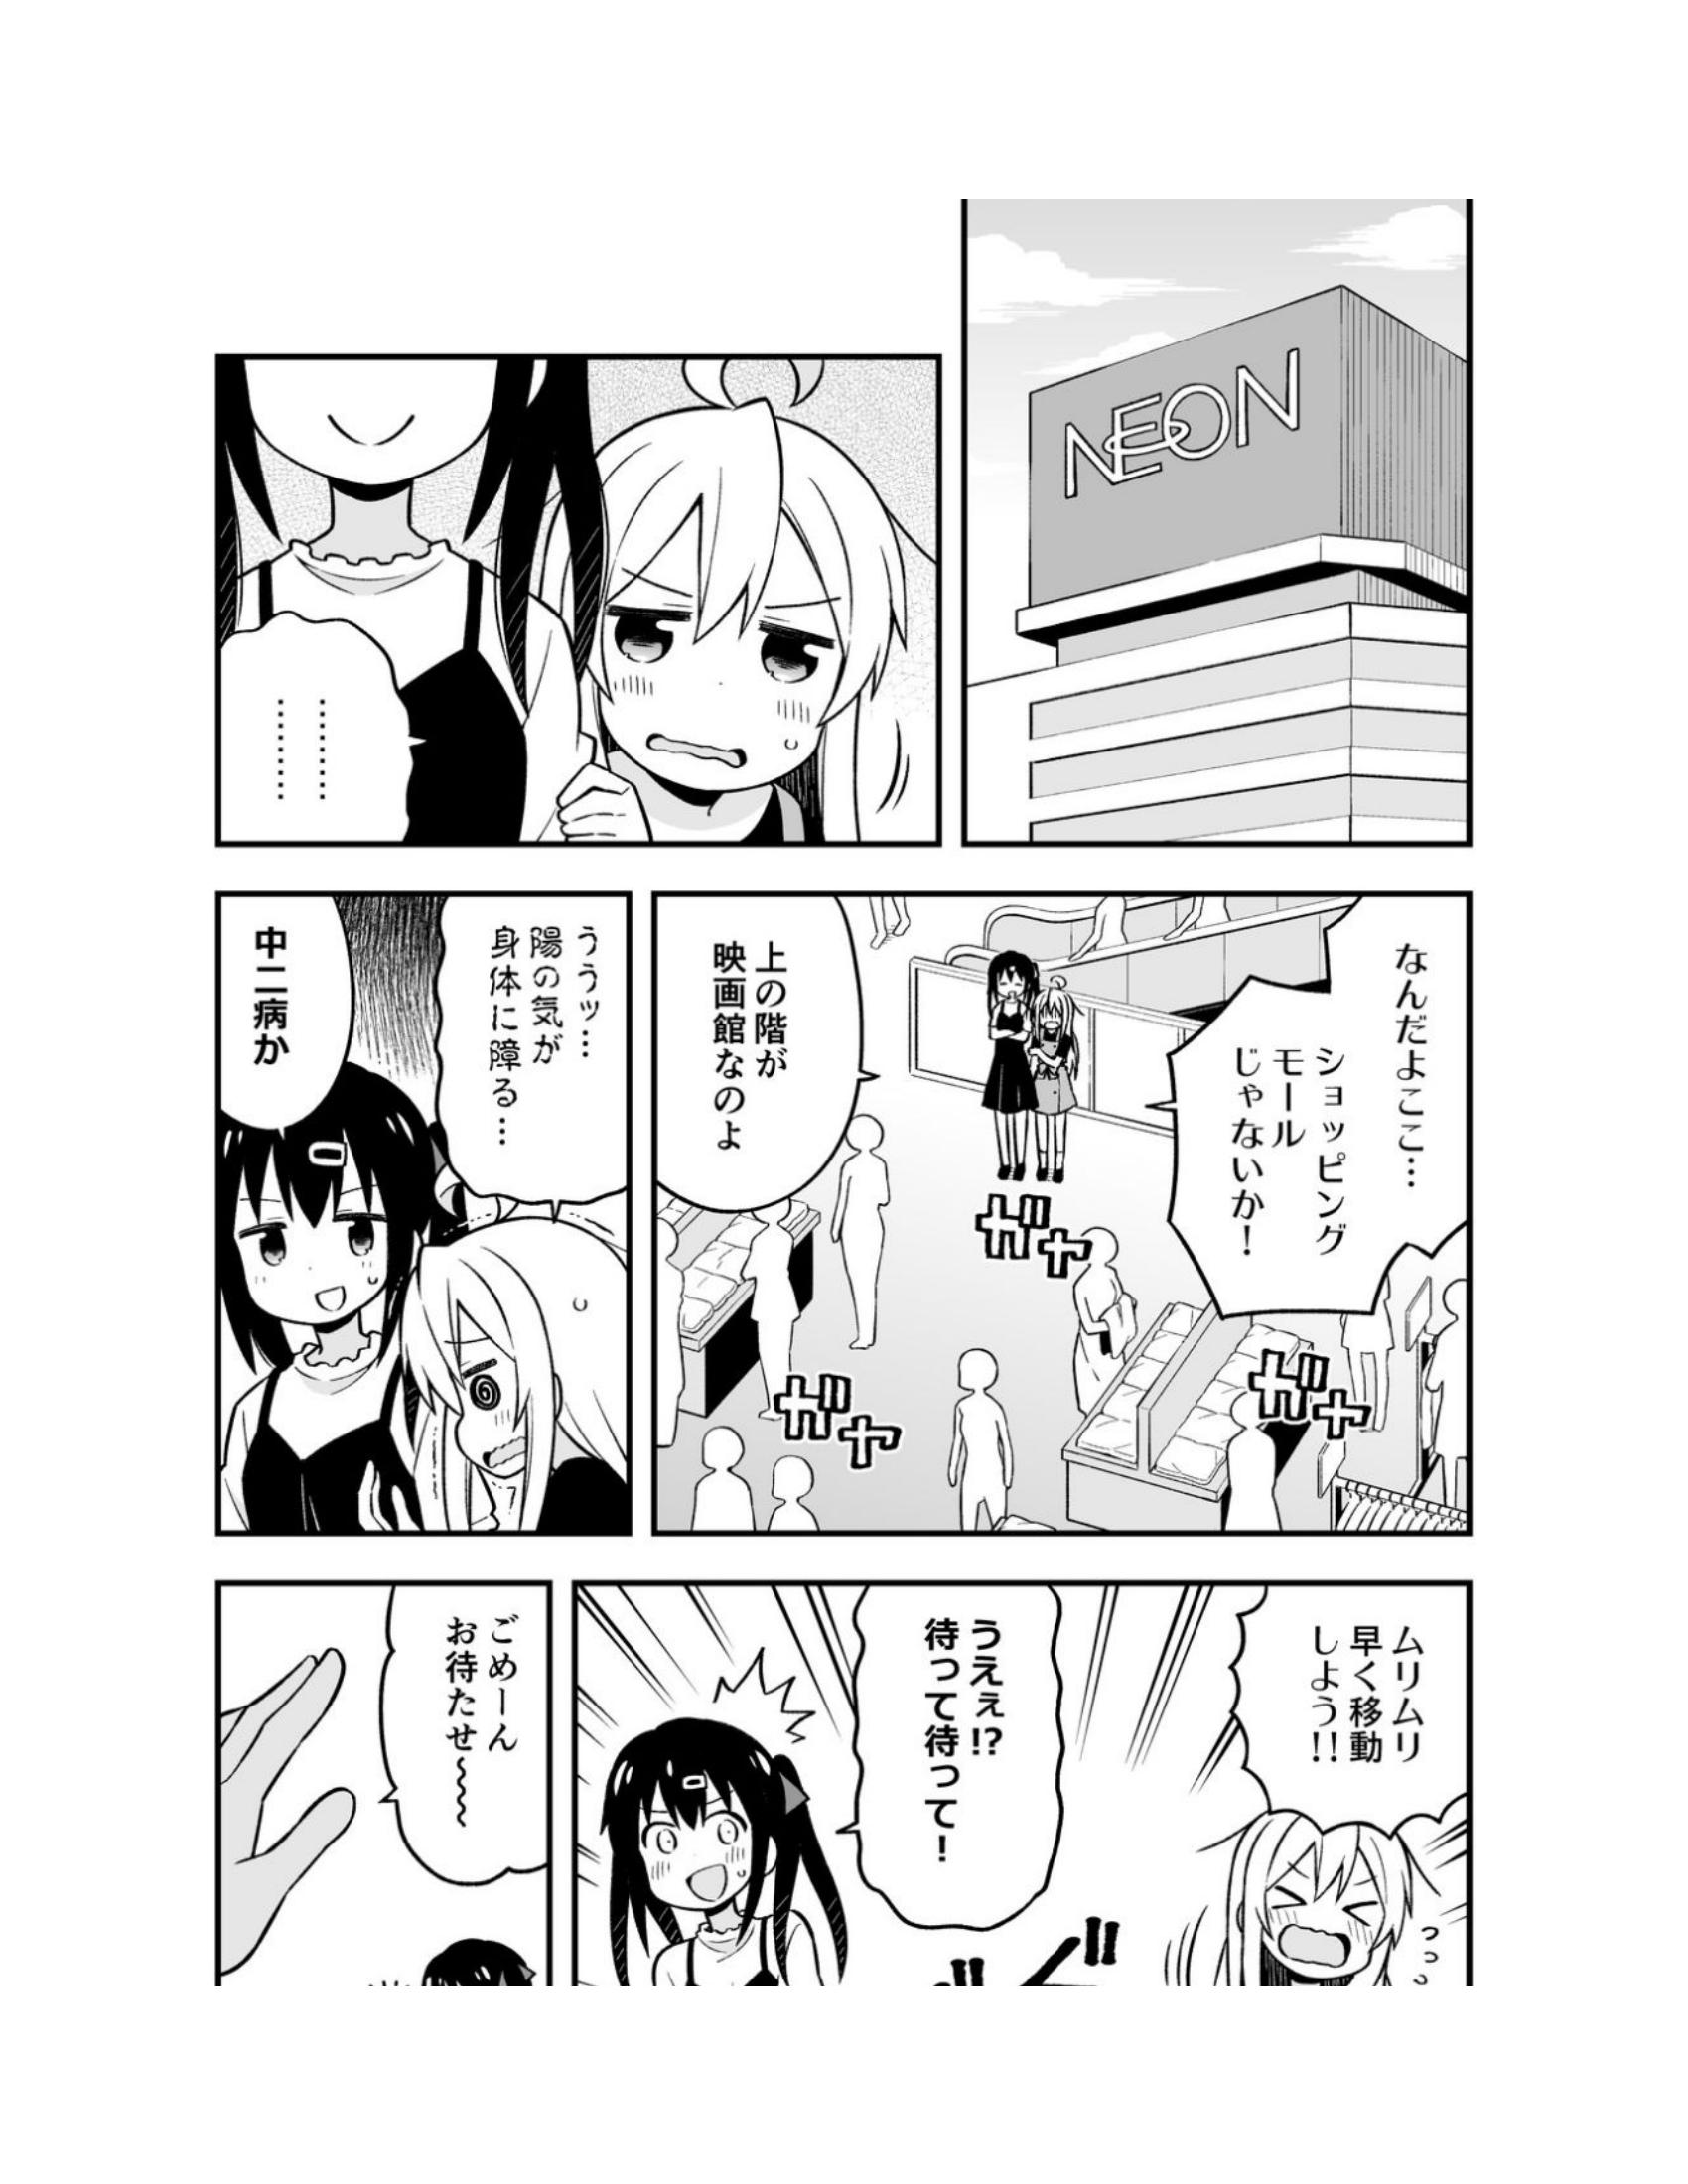 NEON
………
………
なんだよここ…
ショッピング
モール
じゃないか！
上の階が
映画館なのよ
ガヤ
ガヤ
ガヤ
ううッ…
陽の気が
身体に障る…
中二病か
ムリムリ
早く移動
しよう!!
うえぇ!?
待って待って！
ごめーん
お待たせ〜〜